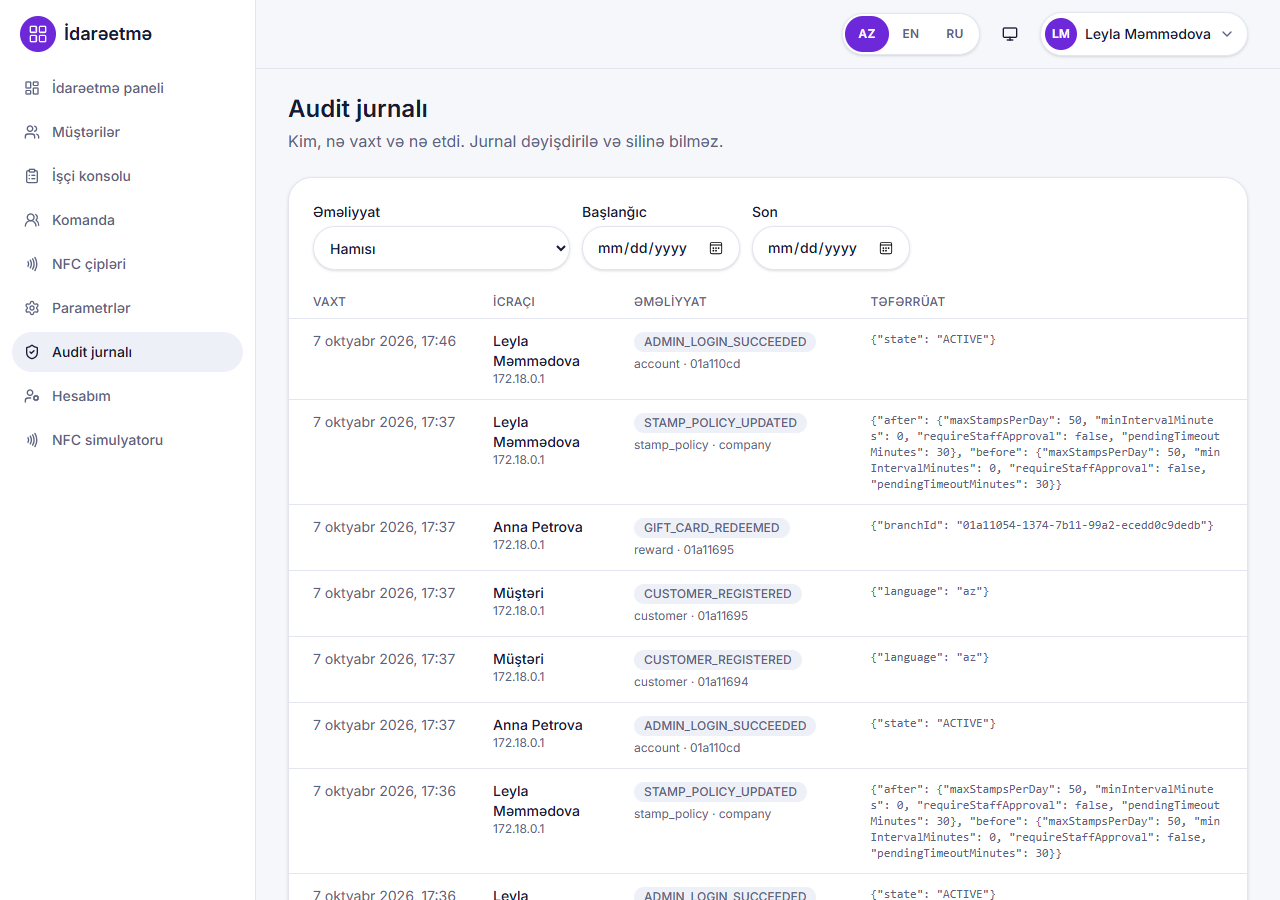 İdarəetmə
AZ EN RU
LM Leyla Məmmədova
İdarəetmə paneli
Müştərilər
İşçi konsolu
Komanda
NFC çipləri
Parametrlər
Audit jurnalı
Hesabım
NFC simulyatoru
Audit jurnalı
Kim, nə vaxt və nə etdi. Jurnal dəyişdirilə və silinə bilməz.
Əməliyyat Başlanğıc Son
Hamısı mm/dd/yyyy mm/dd/yyyy
VAXT İCRAÇI ƏMƏLİYYAT TƏFƏRRÜAT
7 oktyabr 2026, 17:46 Leyla ADMIN_LOGIN_SUCCEEDED {"state": "ACTIVE"}
Məmmədova account · 01a110cd
172.18.0.1
7 oktyabr 2026, 17:37 Leyla STAMP_POLICY_UPDATED {"after": {"maxStampsPerDay": 50, "minIntervalMinute
Məmmədova stamp_policy · company s": 0, "requireStaffApproval": false, "pendingTimeout
172.18.0.1 Minutes": 30}, "before": {"maxStampsPerDay": 50, "min
IntervalMinutes": 0, "requireStaffApproval": false,
"pendingTimeoutMinutes": 30}}
7 oktyabr 2026, 17:37 Anna Petrova GIFT_CARD_REDEEMED {"branchId": "01a11054-1374-7b11-99a2-ecedd0c9dedb"}
172.18.0.1 reward · 01a11695
7 oktyabr 2026, 17:37 Müştəri CUSTOMER_REGISTERED {"language": "az"}
172.18.0.1 customer · 01a11695
7 oktyabr 2026, 17:37 Müştəri CUSTOMER_REGISTERED {"language": "az"}
172.18.0.1 customer · 01a11694
7 oktyabr 2026, 17:37 Anna Petrova ADMIN_LOGIN_SUCCEEDED {"state": "ACTIVE"}
172.18.0.1 account · 01a110cd
7 oktyabr 2026, 17:36 Leyla STAMP_POLICY_UPDATED {"after": {"maxStampsPerDay": 50, "minIntervalMinute
Məmmədova stamp_policy · company s": 0, "requireStaffApproval": false, "pendingTimeout
172.18.0.1 Minutes": 30}, "before": {"maxStampsPerDay": 50, "min
IntervalMinutes": 0, "requireStaffApproval": false,
"pendingTimeoutMinutes": 30}}
7 oktyabr 2026, 17:36 Leyla ADMIN_LOGIN_SUCCEEDED {"state": "ACTIVE"}